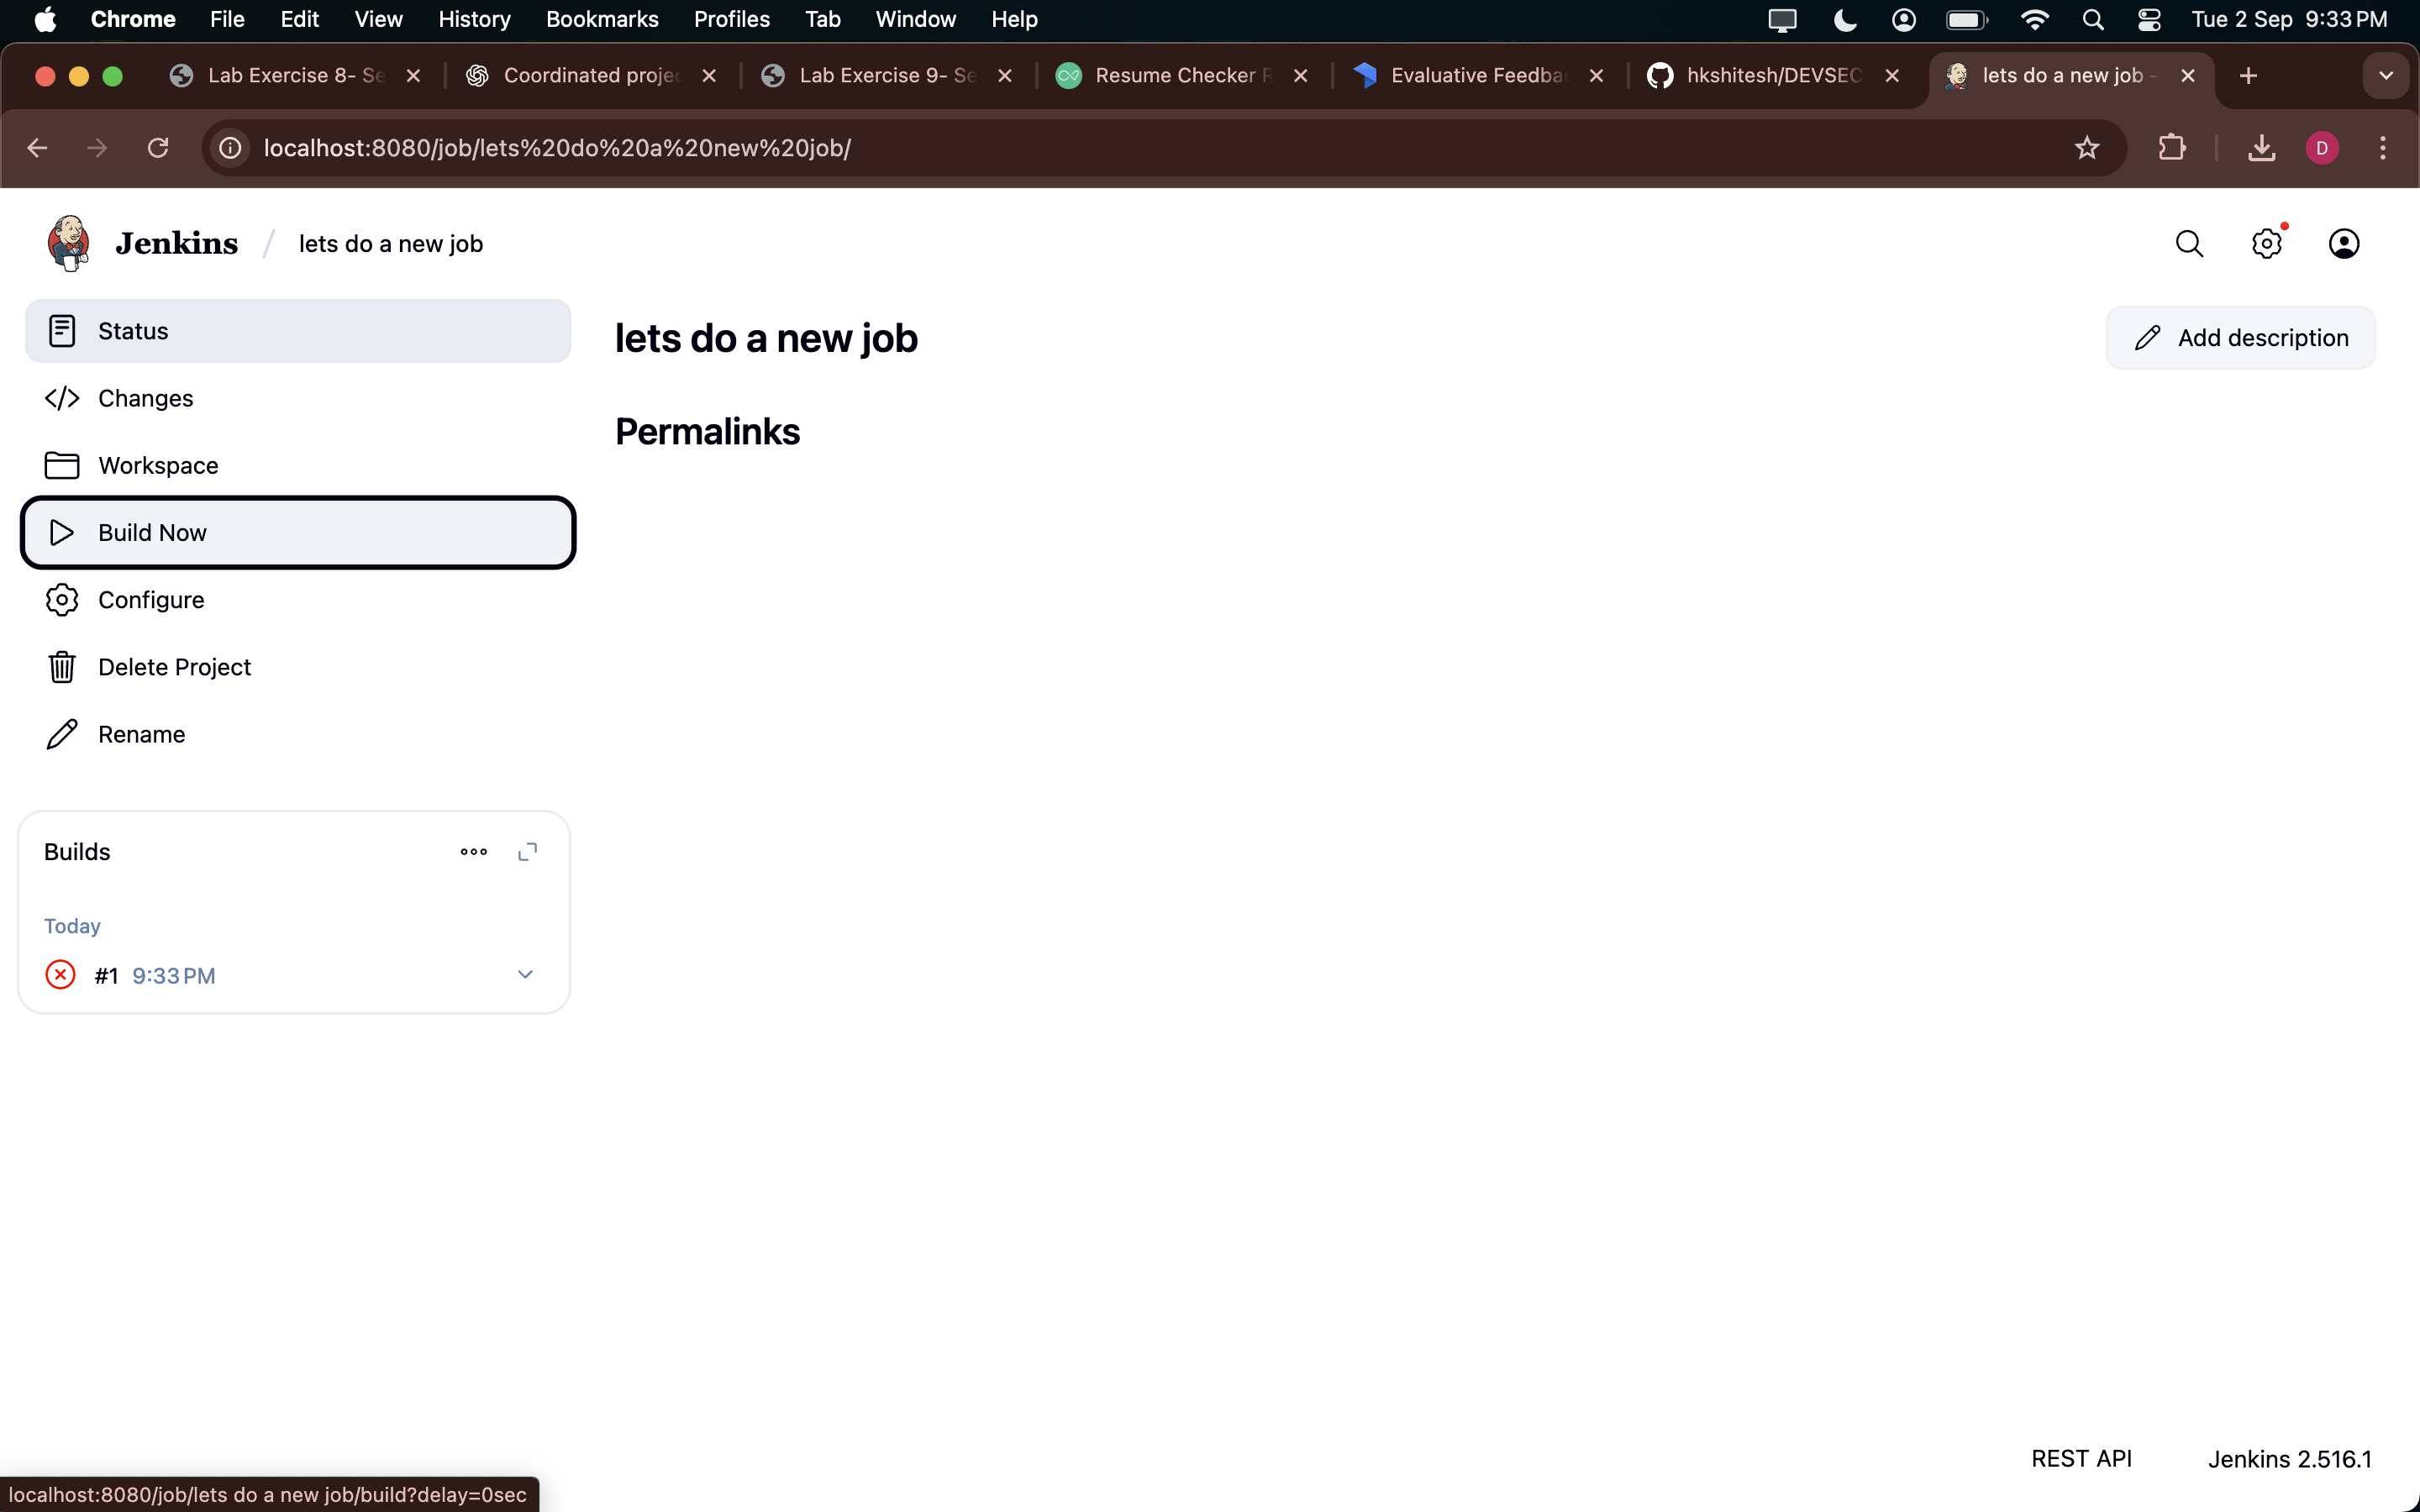 Chrome File Edit View History Bookmarks Profiles Tab Window Help Tue 2 Sep 9:33 PM
Lab Exercise 8- Se Coordinated projec Lab Exercise 9- Se Resume Checker Evaluative Feedba hkshitesh/DEVSEC lets do a new job -
localhost:8080/job/lets%20do%20a%20new%20job/ D
Jenkins / lets do a new job
Status
Changes
Workspace
Build Now
Configure
Delete Project
Rename
lets do a new job
Add description
Permalinks
Builds
Today
#1 9:33 PM
REST API Jenkins 2.516.1
localhost:8080/job/lets do a new job/build?delay=0sec